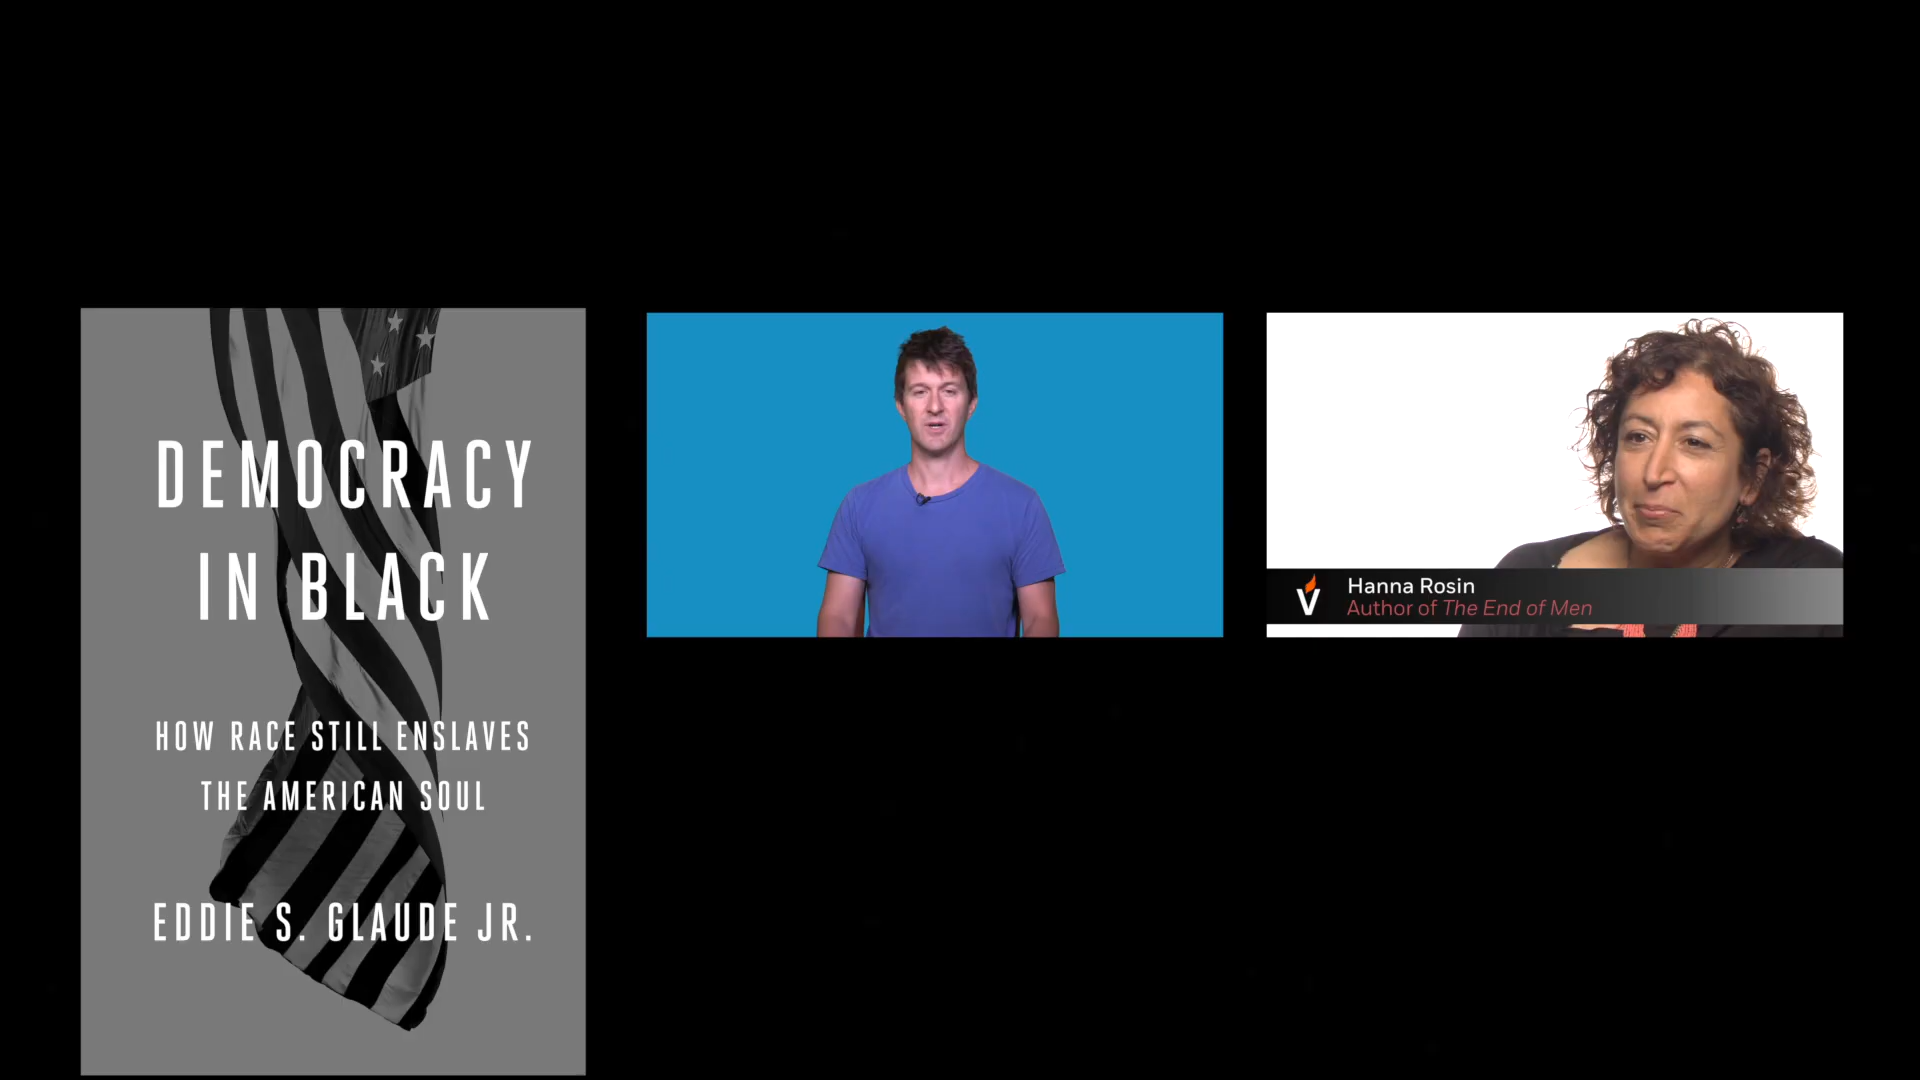 DEMOCRACY
IN BLACK
HOW RACE STILL ENSLAVES
THE AMERICAN SOUL
EDDIE S. GLAUDE JR.
Hanna Rosin
Author of The End of Men